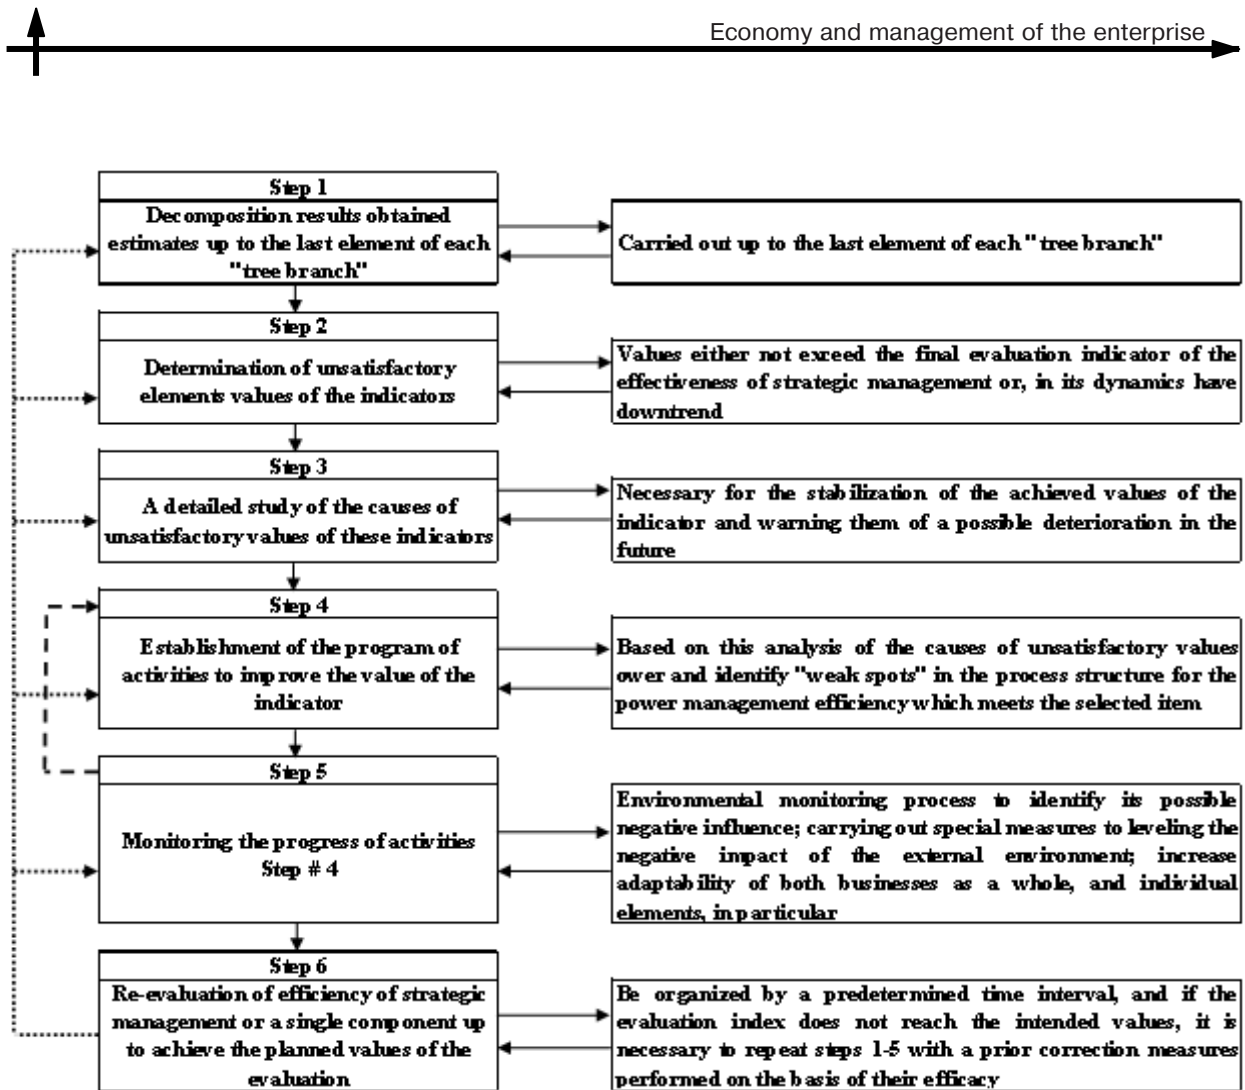 Economy and management of the enterprise
Step 1
Decomposition results obtained
estimates up to the last element of each
"tree branch"
Carried out up to the last element of each "tree branch"
Step 2
Determination of unsatisfactory
elements values of the indicators
Values either not exceed the final evaluation indicator of the
effectiveness of strategic management or, in its dynamics have
downtrend
Step 3
A detailed study of the causes of
unsatisfactory values of these indicators
Necessary for the stabilization of the achieved values of the
indicator and warning them of a possible deterioration in the
future
Step 4
Establishment of the program of
activities to improve the value of the
indicator
Based on this analysis of the causes of unsatisfactory values
ower and identify "weak spots" in the process structure for the
power management efficiency which meets the selected item
Step 5
Monitoring the progress of activities
Step # 4
Environmental monitoring process to identify its possible
negative influence; carrying out special measures to leveling the
negative impact of the external environment; increase
adaptability of both businesses as a whole, and individual
elements, in particular
Step 6
Re-evaluation of efficiency of strategic
management or a single component up
to achieve the planned values of the
evaluation
Be organized by a predetermined time interval, and if the
evaluation index does not reach the intended values, it is
necessary to repeat steps 1-5 with a prior correction measures
performed on the basis of their efficacy